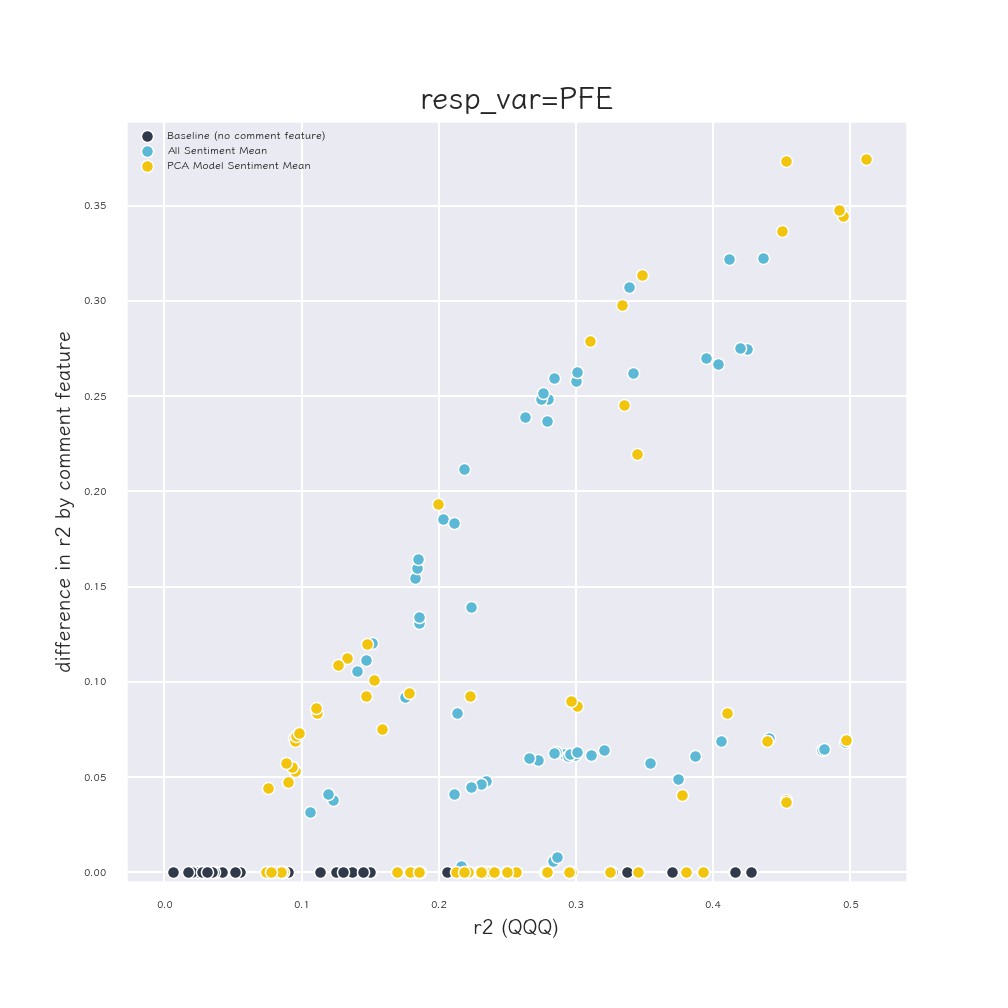 resp_var=PFE
Baseline (no comment feature)
All Sentiment Mean
PCA Model Sentiment Mean
difference in r2 by comment feature
0.35
0.30
0.25
0.20
0.15
0.10
0.05
0.00
0.0 0.1 0.2 0.3 0.4 0.5
r2 (QQQ)